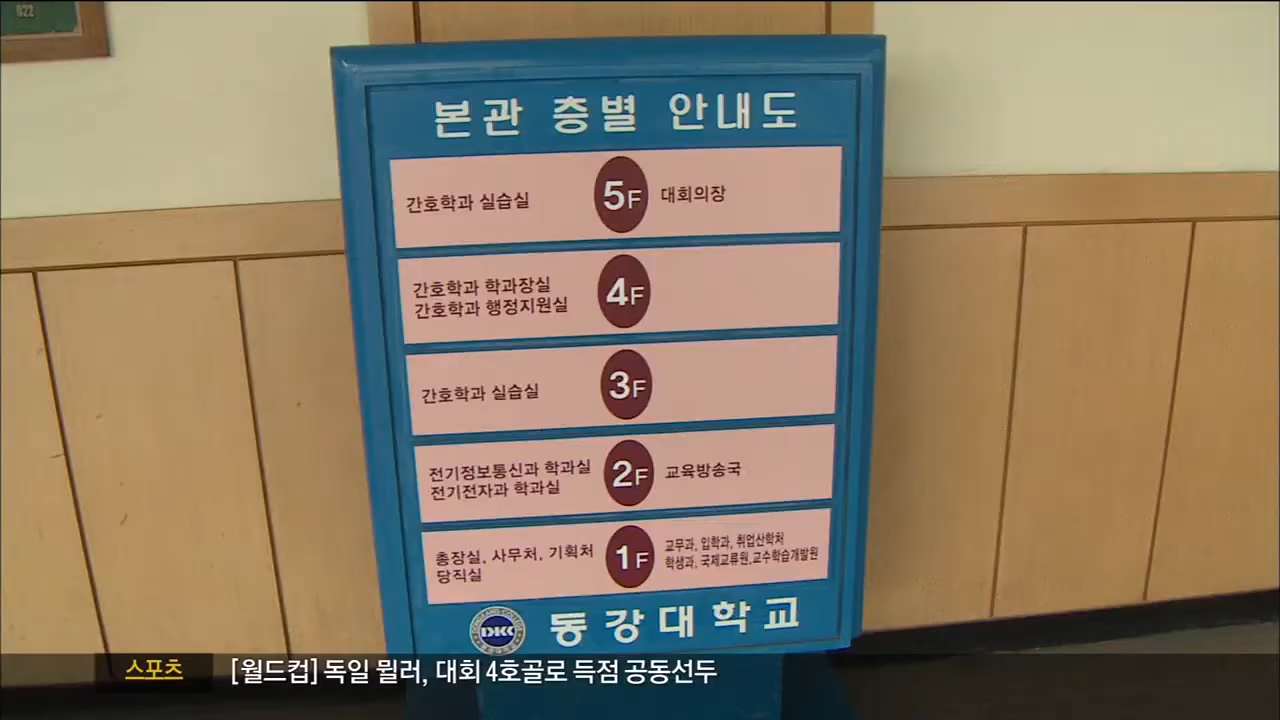 622
본관 층별 안내도
간호학과 실습실 5F 대회의장
간호학과 학과장실
간호학과 행정지원실
4F
간호학과 실습실 3F
전기정보통신과 학과실
전기전자과 학과실
2F 교육방송국
총장실, 사무처, 기획처
당직실
1F
교무과, 입학과, 취업산학처
학생과, 국제교류원,교수학습개발원
DKC 동강대학교
스포츠 [월드컵] 독일 뮐러, 대회 4호골로 득점 공동선두